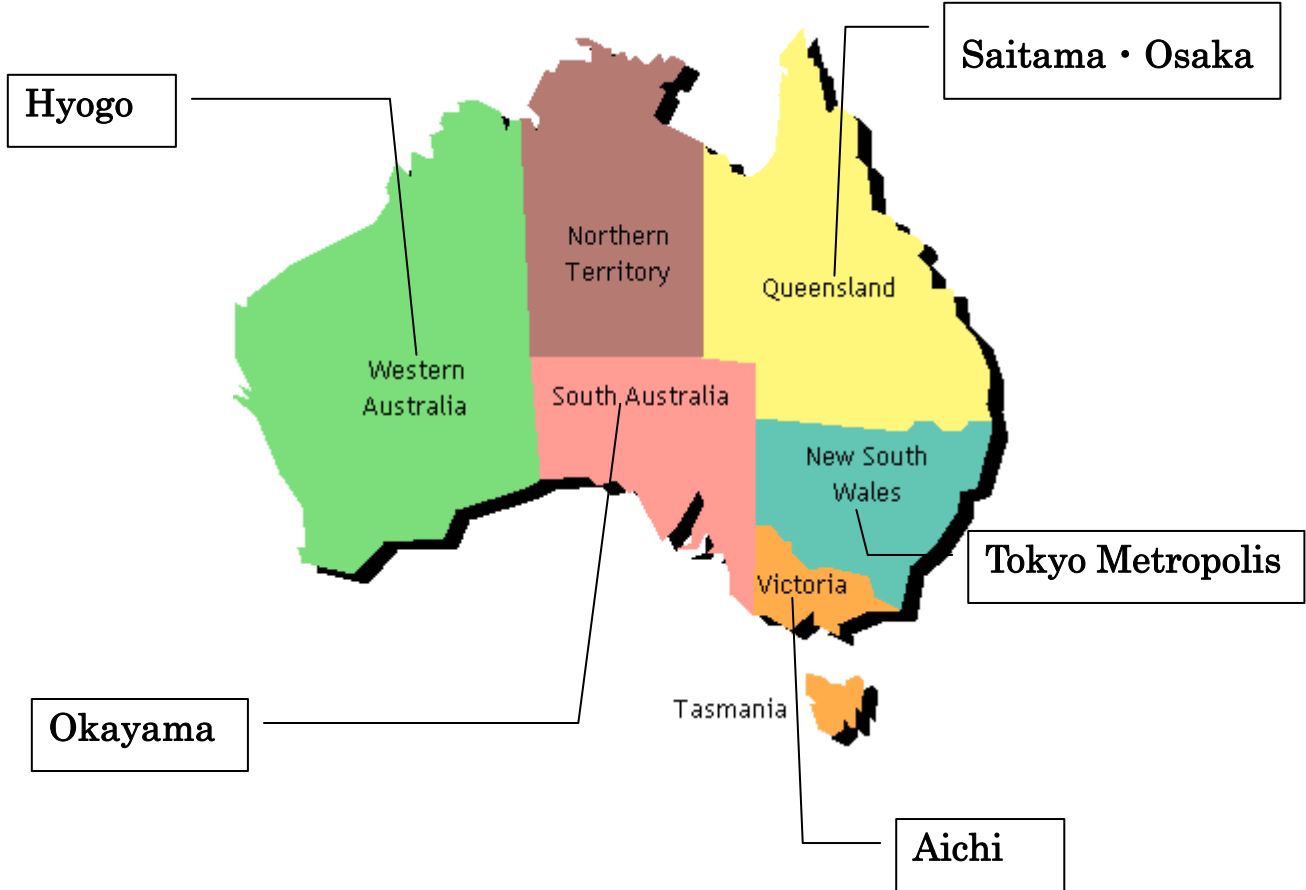 Saitama・Osaka
Hyogo
Northern
Territory
Queensland
Western
Australia
South Australia
New South
Wales
Tokyo Metropolis
Victoria
Tasmania
Okayama
Aichi